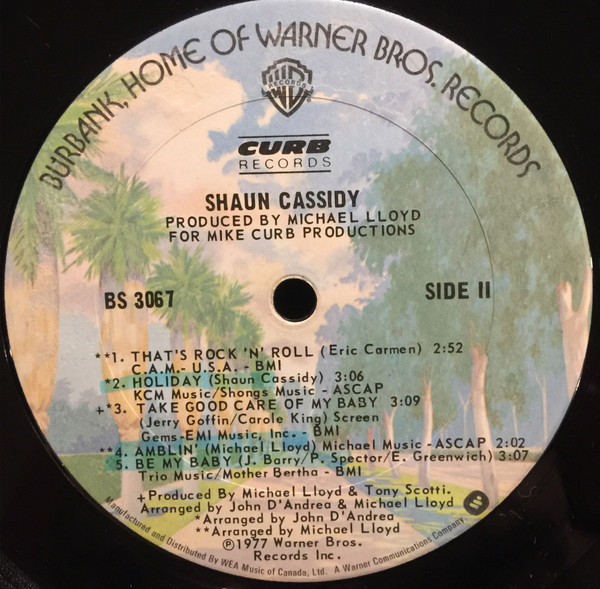 BURBANK, HOME OF WARNER BROS. RECORDS
WB
RECORDS
CURB
RECORDS
SHAUN CASSIDY
PRODUCED BY MICHAEL LLOYD
FOR MIKE CURB PRODUCTIONS
BS 3067
SIDE II
**1. THAT'S ROCK 'N' ROLL (Eric Carmen) 2:52
C.A.M.- U.S.A. - BMI
*2. HOLIDAY (Shaun Cassidy) 3:06
KCM Music/Shongs Music - ASCAP
+*3. TAKE GOOD CARE OF MY BABY 3:09
(Jerry Goffin/Carole King) Screen
Gems-EMI Music, Inc. - BMI
**4. AMBLIN' (Michael Lloyd) Michael Music - ASCAP 2:02
5. BE MY BABY (J. Barry/P. Spector/E. Greenwich) 3:07
Trio Music/Mother Bertha - BMI
+Produced By Michael Lloyd & Tony Scotti.
Arranged by John D'Andrea & Michael Lloyd
*Arranged by John D'Andrea
**Arranged by Michael Lloyd
Ⓟ1977 Warner Bros.
Records Inc.
Manufactured and Distributed By WEA Music of Canada, Ltd. A Warner Communications Company.